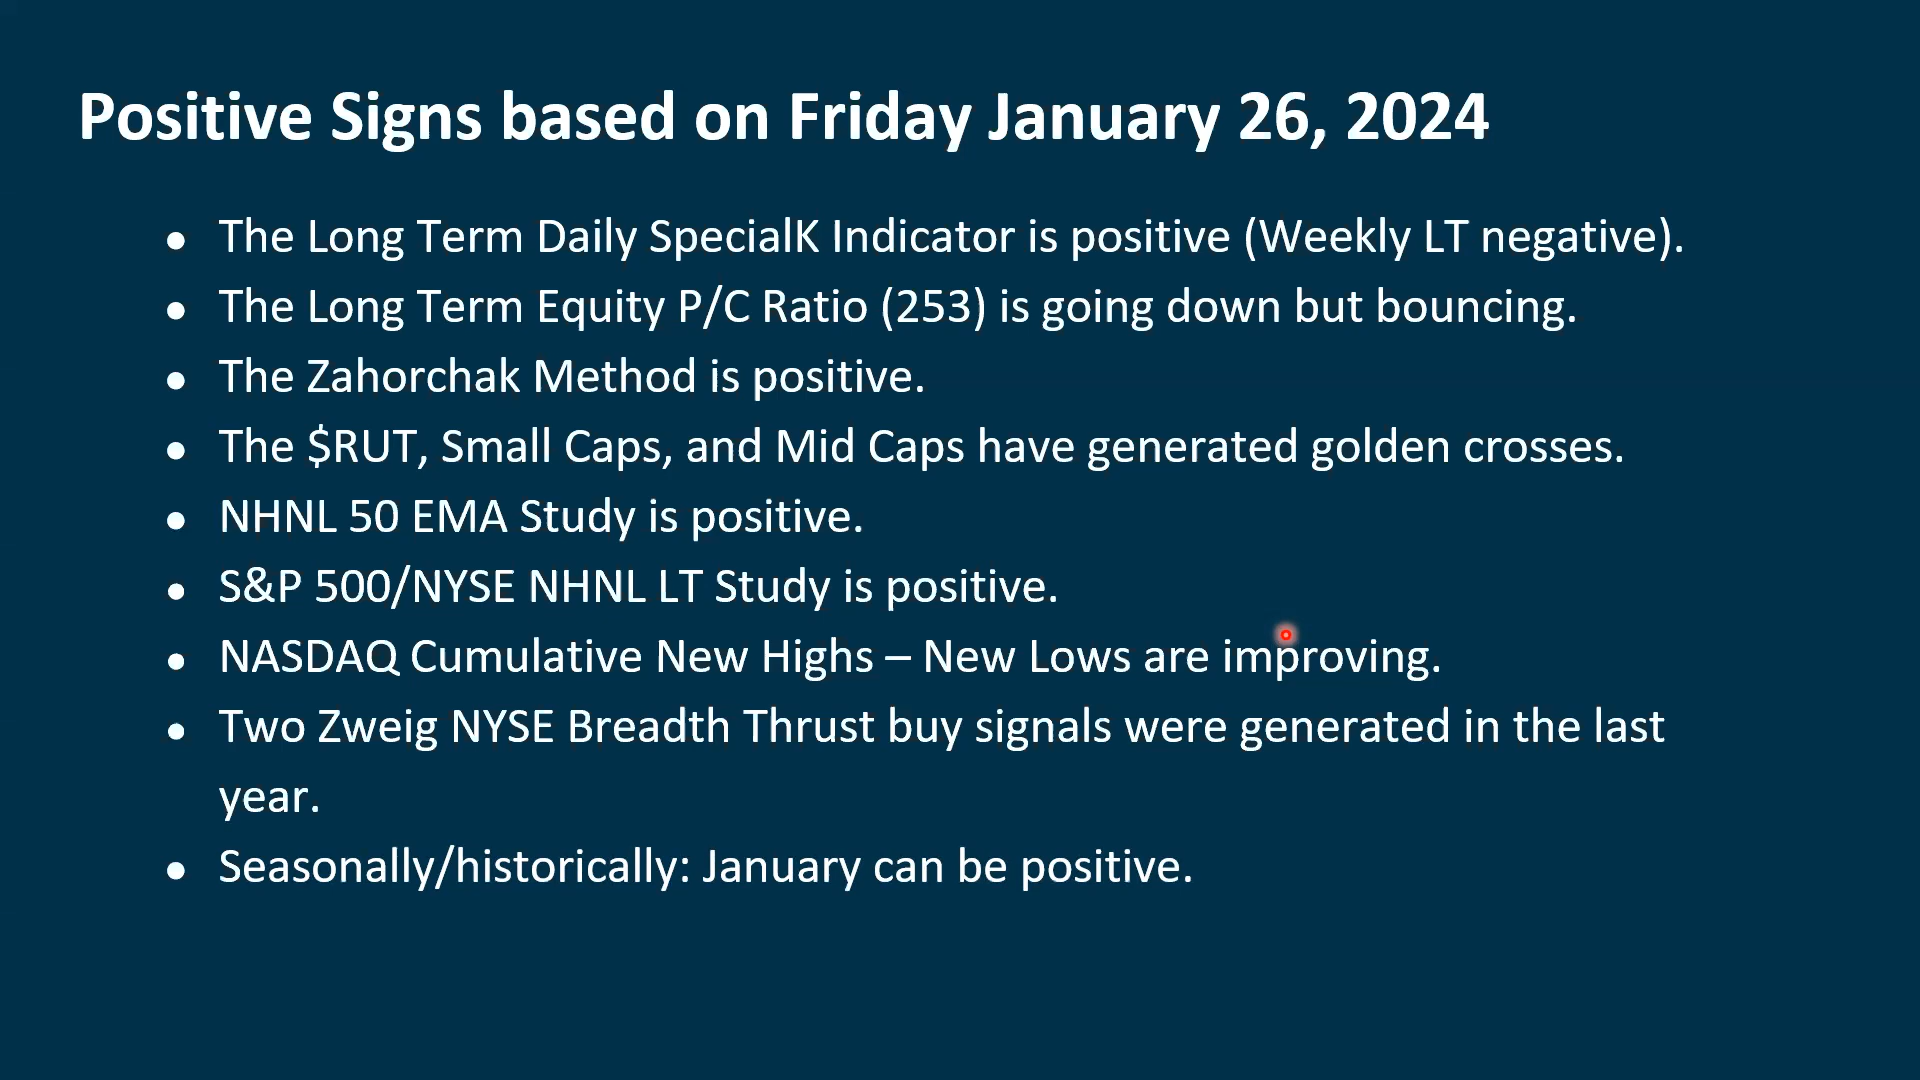 Positive Signs based on Friday January 26, 2024
• The Long Term Daily SpecialK Indicator is positive (Weekly LT negative).
• The Long Term Equity P/C Ratio (253) is going down but bouncing.
• The Zahorchak Method is positive.
• The $RUT, Small Caps, and Mid Caps have generated golden crosses.
• NHNL 50 EMA Study is positive.
• S&P 500/NYSE NHNL LT Study is positive.
• NASDAQ Cumulative New Highs – New Lows are improving.
• Two Zweig NYSE Breadth Thrust buy signals were generated in the last
year.
• Seasonally/historically: January can be positive.